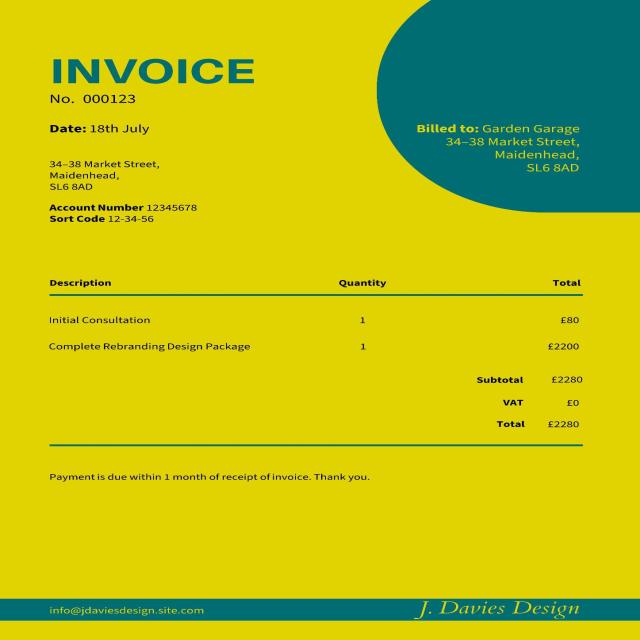 INVOICE
No. 000123
Date: 18th July
Billed to: Garden Garage
34–38 Market Street,
Maidenhead,
SL6 8AD
34–38 Market Street,
Maidenhead,
SL6 8AD
Account Number 12345678
Sort Code 12-34-56
Description Quantity Total
Initial Consultation 1 £80
Complete Rebranding Design Package 1 £2200
Subtotal £2280
VAT £0
Total £2280
Payment is due within 1 month of receipt of invoice. Thank you.
info@jdaviesdesign.site.com J. Davies Design